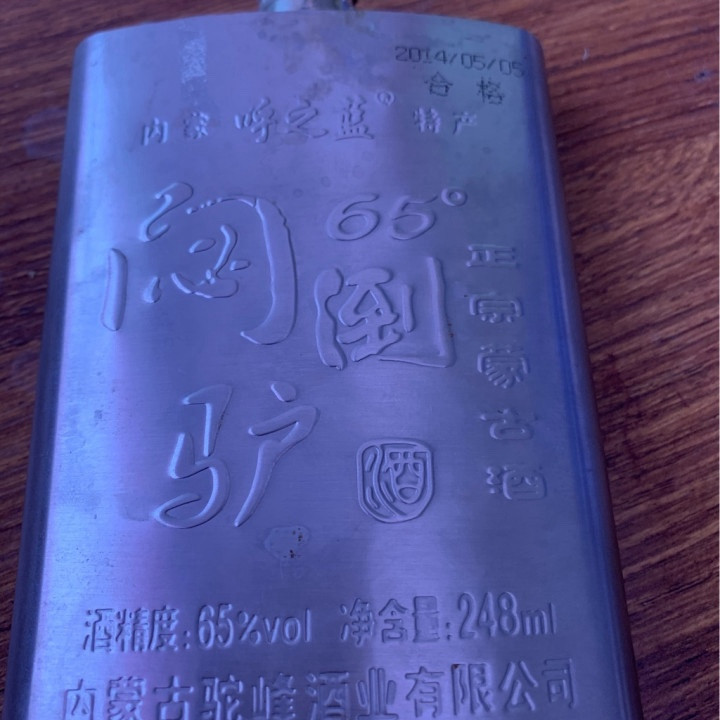 2014/05/05
合格
内蒙 呼之蓝® 特产
闷倒驴
65°
正宗蒙古酒
酒
酒精度:65%vol 净含量:248ml
内蒙古驼峰酒业有限公司